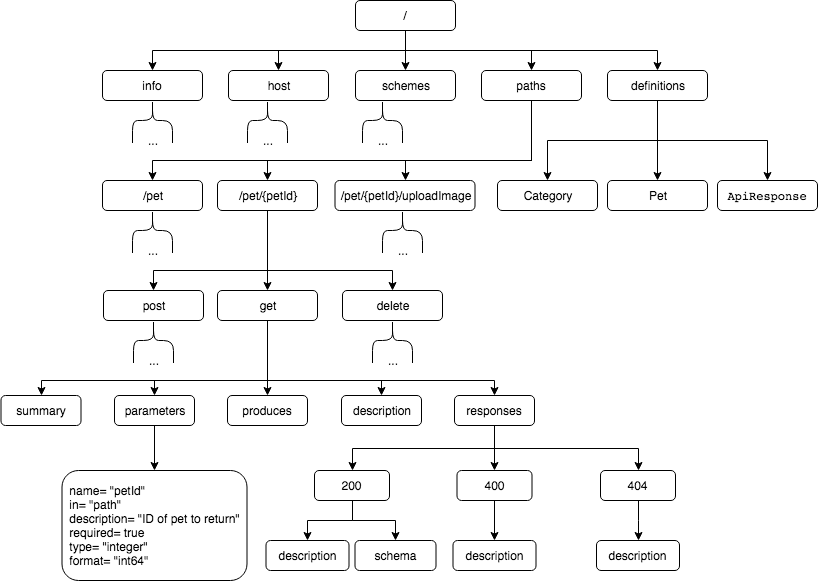 /
info
host
schemes
paths
definitions
...
...
...
/pet
/pet/{petId}
/pet/{petId}/uploadImage
Category
Pet
ApiResponse
...
...
post
get
delete
...
...
summary
parameters
produces
description
responses
name= "petId"
in= "path"
description= "ID of pet to return"
required= true
type= "integer"
format= "int64"
200
400
404
description
schema
description
description